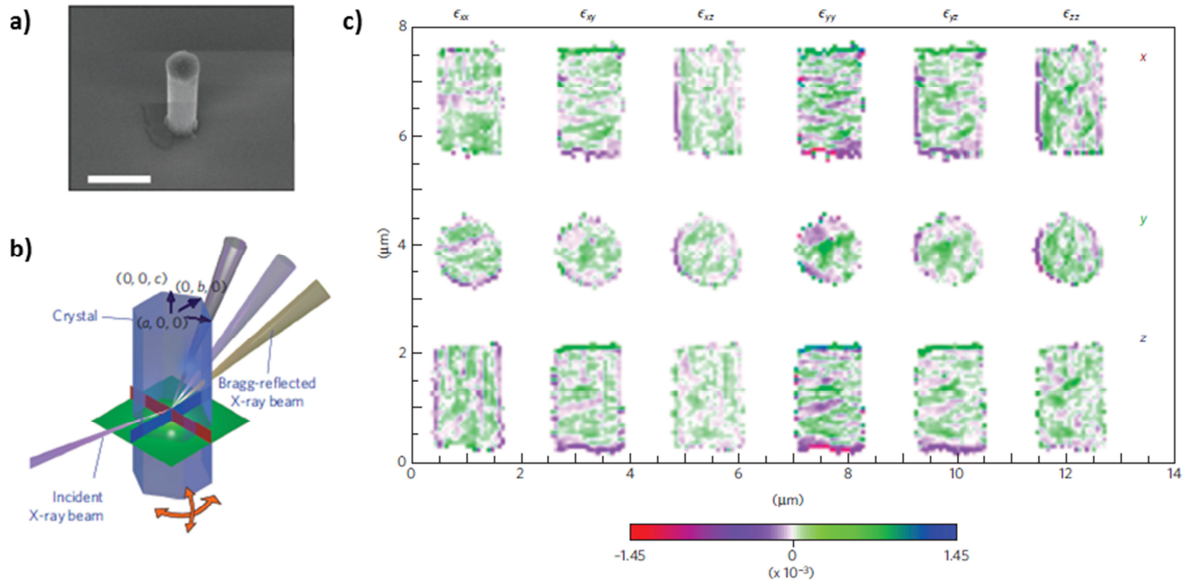 a)
b)
(0, 0, c)
(0, b, 0)
Crystal
(a, 0, 0)
Bragg-reflected
X-ray beam
Incident
X-ray beam
c)
ϵxx ϵxy ϵxz ϵyy ϵyz ϵzz
8
x
6
(μm)
4
y
2
z
0
0 2 4 6 8 10 12 14
(μm)
−1.45 0 1.45
(x 10⁻³)